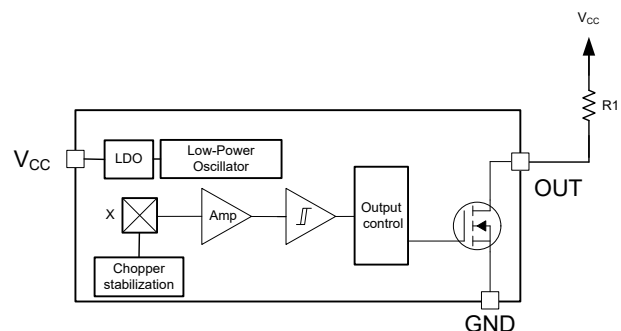 VCC
R1
VCC
LDO
Low-Power
Oscillator
OUT
X
Amp
Output
control
Chopper
stabilization
GND